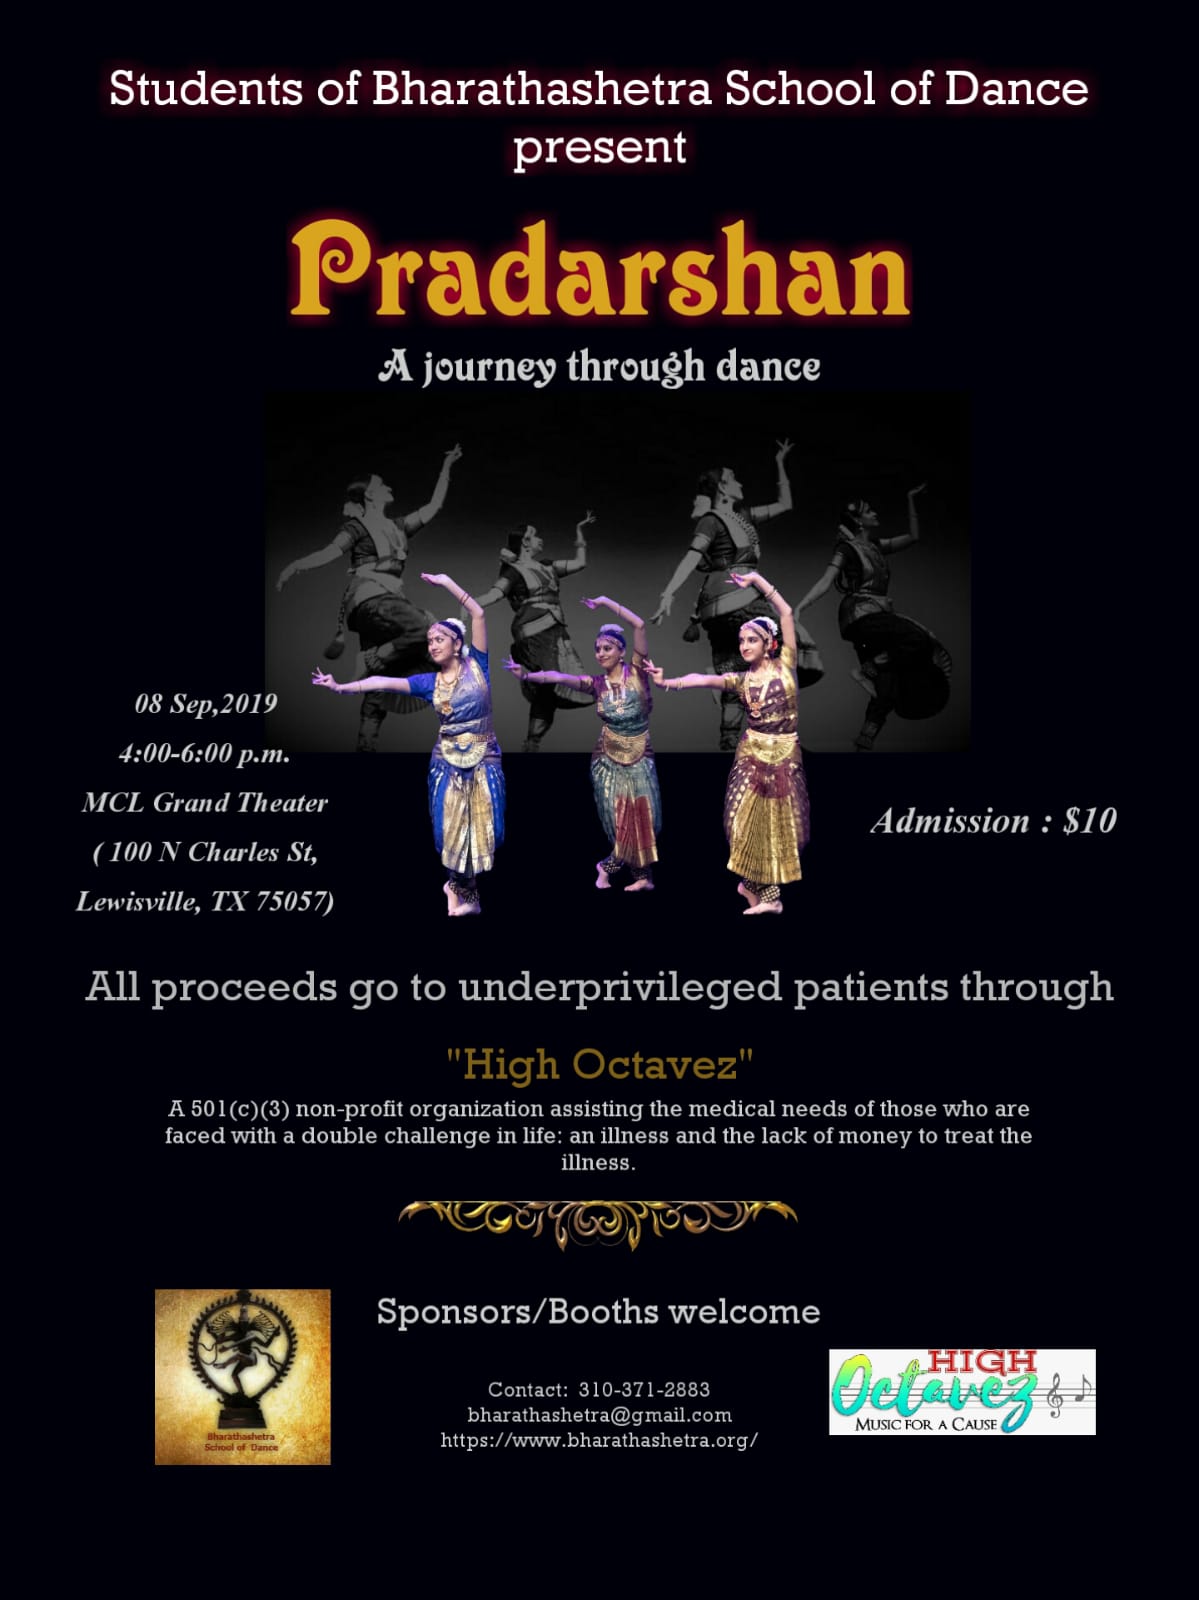 Students of Bharathashetra School of Dance
present
Pradarshan
A journey through dance
08 Sep,2019
4:00-6:00 p.m.
MCL Grand Theater
( 100 N Charles St,
Lewisville, TX 75057)
Admission : $10
All proceeds go to underprivileged patients through
"High Octavez"
A 501(c)(3) non-profit organization assisting the medical needs of those who are
faced with a double challenge in life: an illness and the lack of money to treat the
illness.
Sponsors/Booths welcome
Bharathashetra
School of Dance
Contact: 310-371-2883
bharathashetra@gmail.com
https://www.bharathashetra.org/
HIGH
Octavez
MUSIC FOR A CAUSE